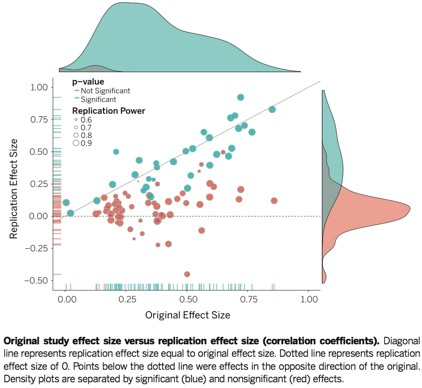 p-value
Not Significant
Significant
Replication Power
0.6
0.7
0.8
0.9
1.00
0.75
0.50
0.25
0.00
−0.25
−0.50
Replication Effect Size
0.00
0.25
0.50
0.75
1.00
Original Effect Size
Original study effect size versus replication effect size (correlation coefficients). Diagonal
line represents replication effect size equal to original effect size. Dotted line represents replication
effect size of 0. Points below the dotted line were effects in the opposite direction of the original.
Density plots are separated by significant (blue) and nonsignificant (red) effects.